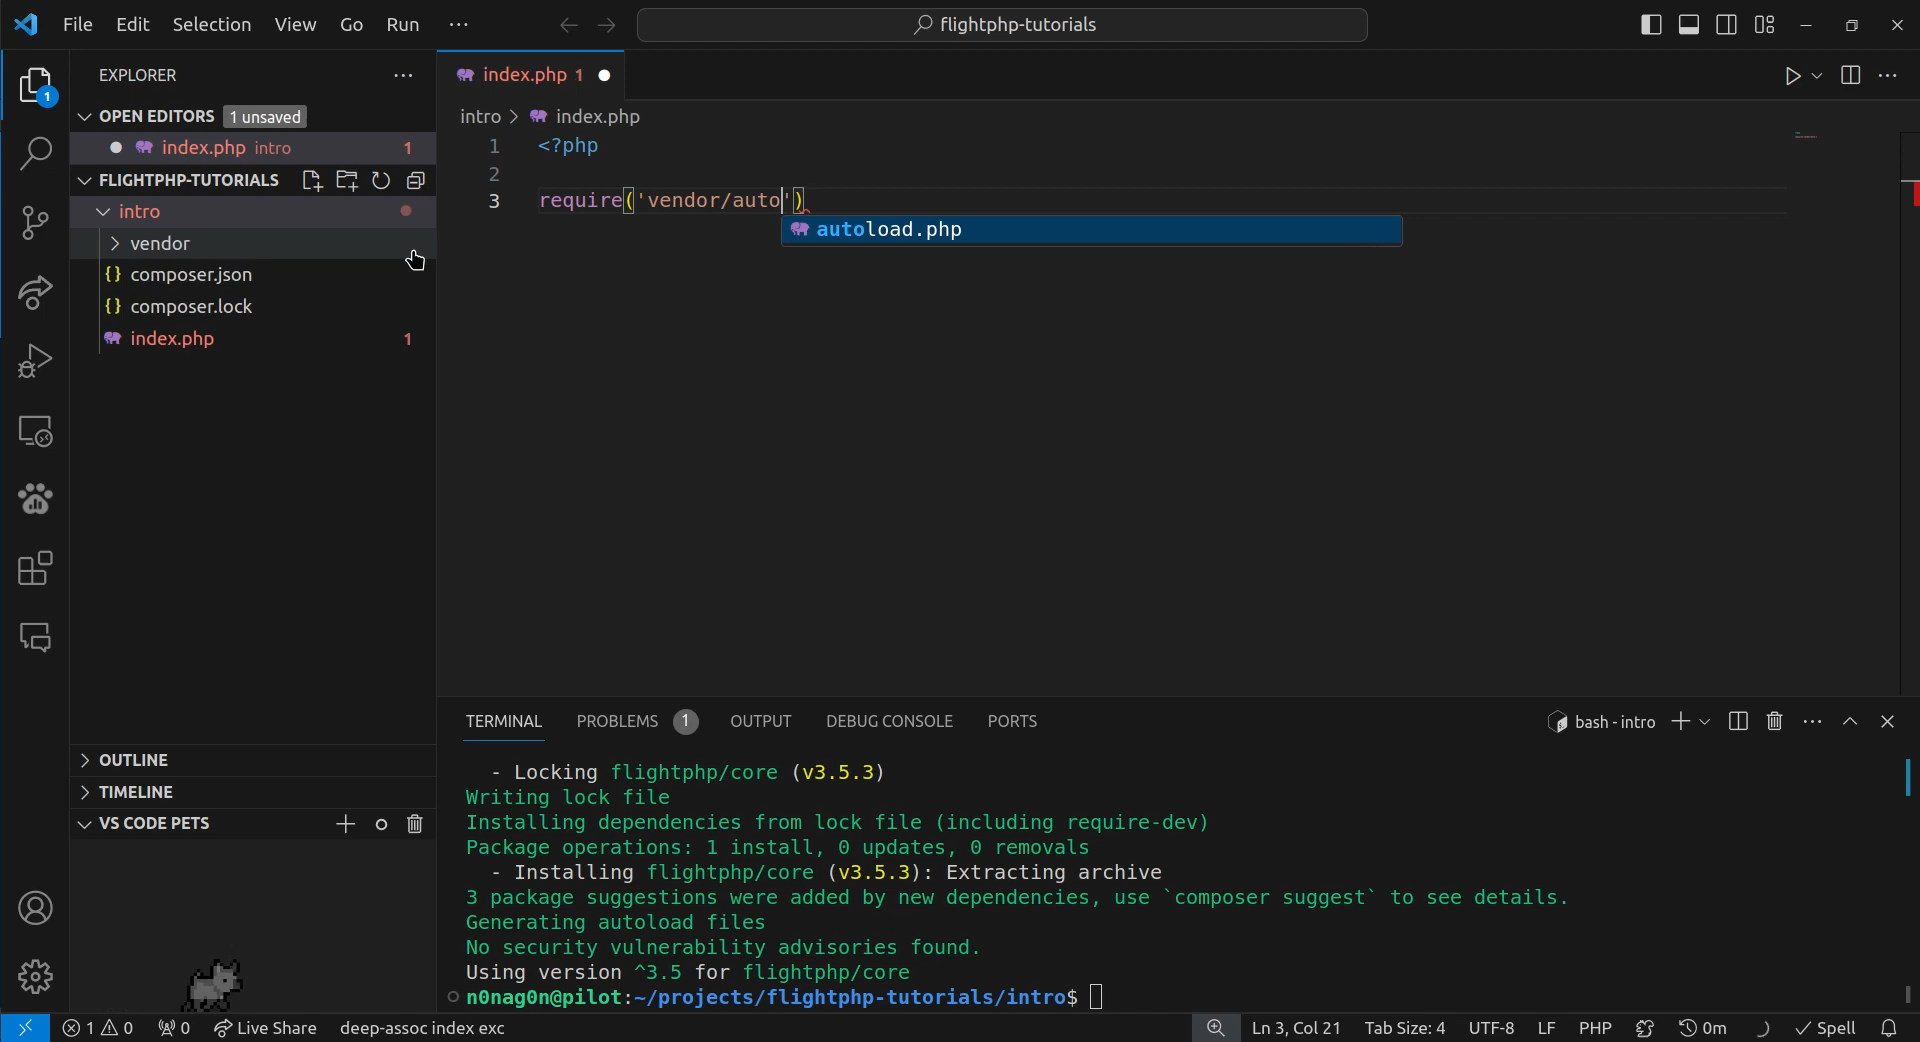 File Edit Selection View Go Run ···
flightphp-tutorials
EXPLORER
OPEN EDITORS 1 unsaved
index.php intro 1
FLIGHTPHP-TUTORIALS
intro
vendor
{} composer.json
{} composer.lock
index.php 1
OUTLINE
TIMELINE
VS CODE PETS
1
index.php 1
intro > index.php
1 <?php
2
3 require('vendor/auto')
autoload.php
TERMINAL PROBLEMS 1 OUTPUT DEBUG CONSOLE PORTS
bash - intro
- Locking flightphp/core (v3.5.3)
Writing lock file
Installing dependencies from lock file (including require-dev)
Package operations: 1 install, 0 updates, 0 removals
- Installing flightphp/core (v3.5.3): Extracting archive
3 package suggestions were added by new dependencies, use `composer suggest` to see details.
Generating autoload files
No security vulnerability advisories found.
Using version ^3.5 for flightphp/core
n0nag0n@pilot:~/projects/flightphp-tutorials/intro$
1 0 0 Live Share deep-assoc index exc
Ln 3, Col 21 Tab Size: 4 UTF-8 LF PHP 0m Spell